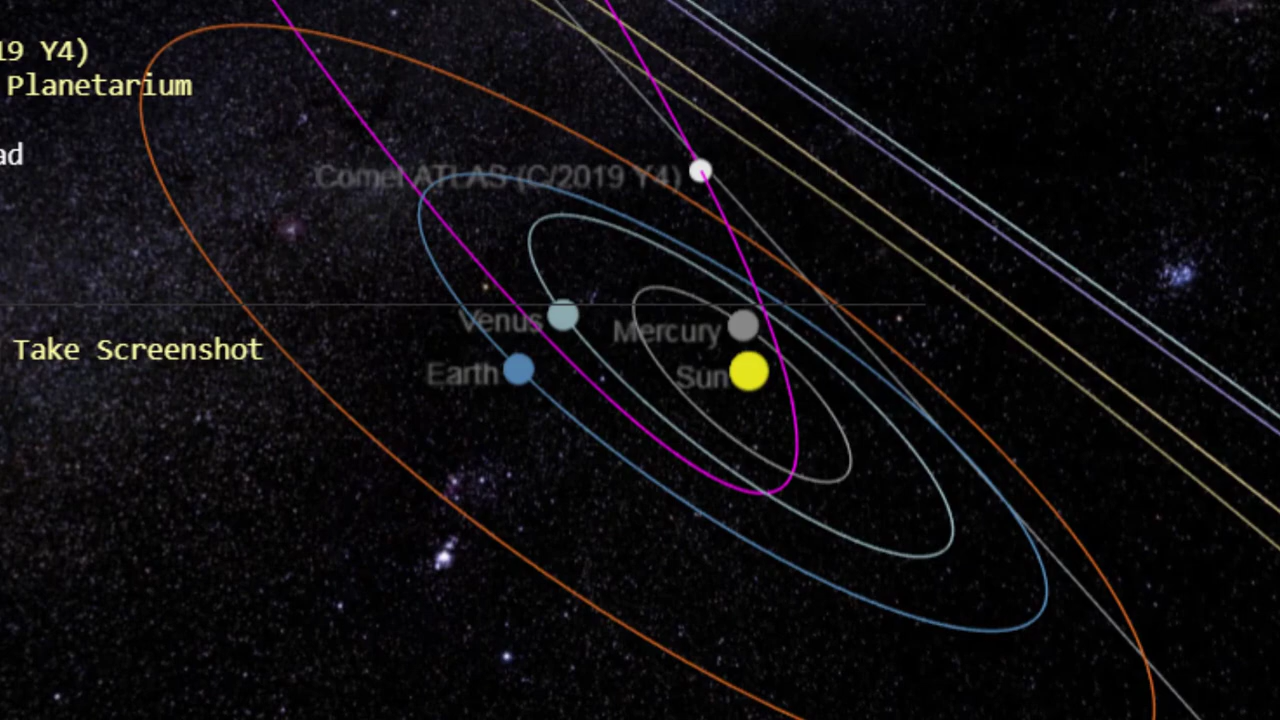 19 Y4)
Planetarium
ad
Comet ATLAS (C/2019 Y4)
Venus
Mercury
Take Screenshot
Earth
Sun